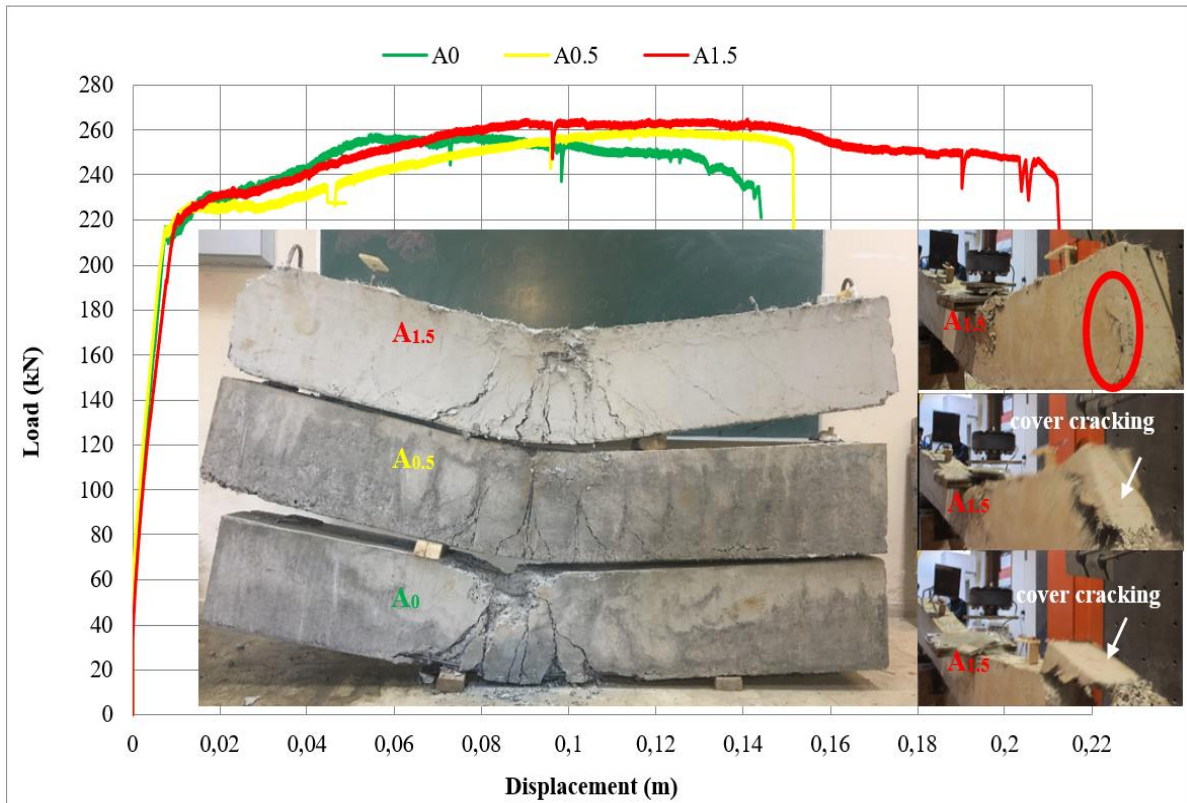 A0 A0.5 A1.5
280
260
240
220
200
180
160
140
120
100
80
60
40
20
0
Load (kN)
A1.5
A0.5
A0
A1.5
cover cracking
A1.5
cover cracking
A1.5
0 0,02 0,04 0,06 0,08 0,1 0,12 0,14 0,16 0,18 0,2 0,22
Displacement (m)